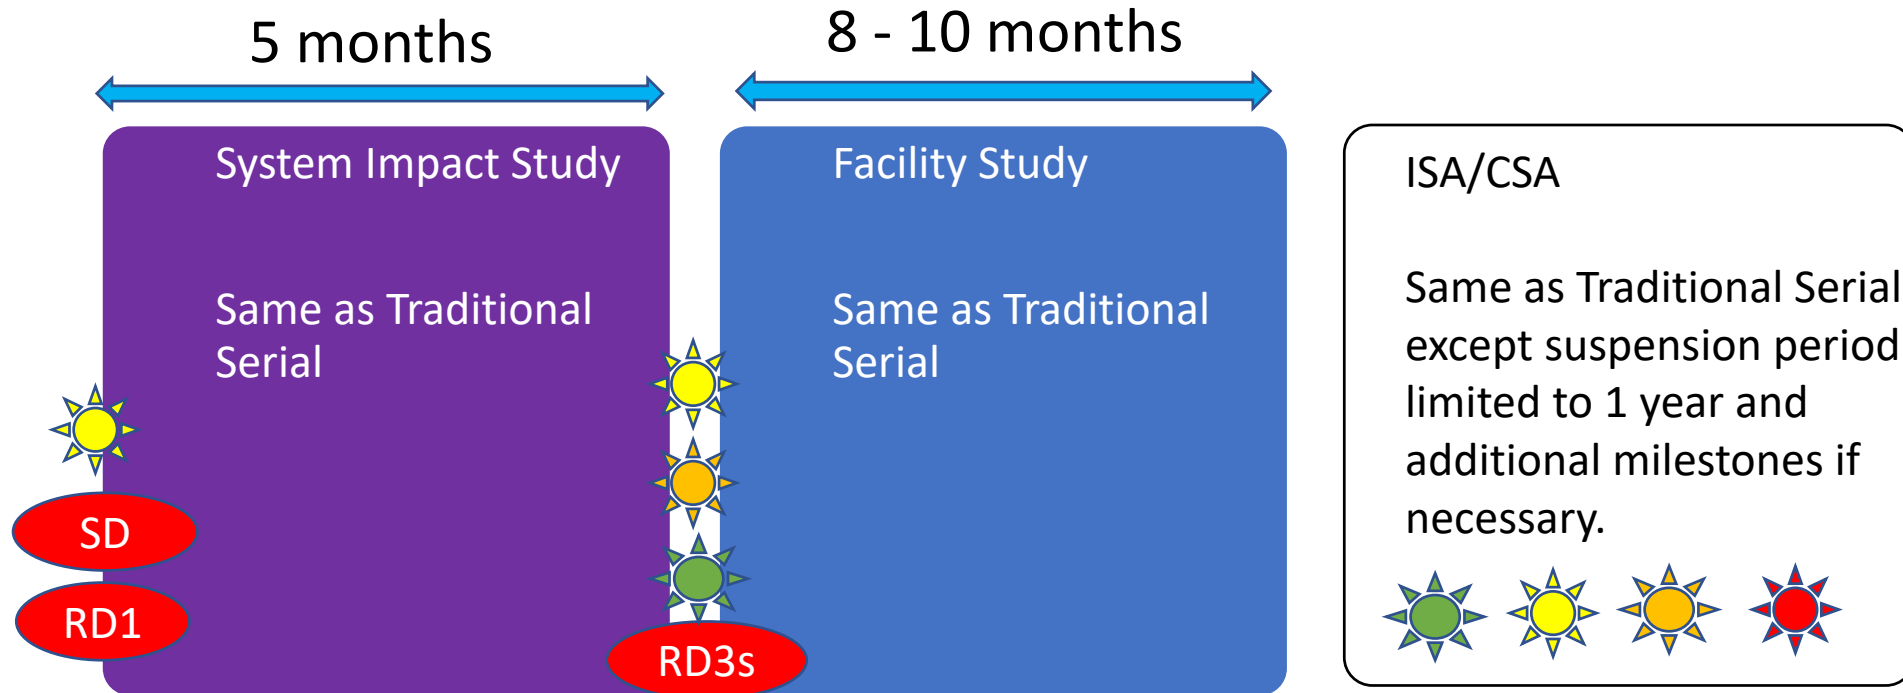 5 months
8 - 10 months
System Impact Study
Same as Traditional
Serial
SD
RD1
Facility Study
Same as Traditional
Serial
RD3s
ISA/CSA
Same as Traditional Serial
except suspension period
limited to 1 year and
additional milestones if
necessary.